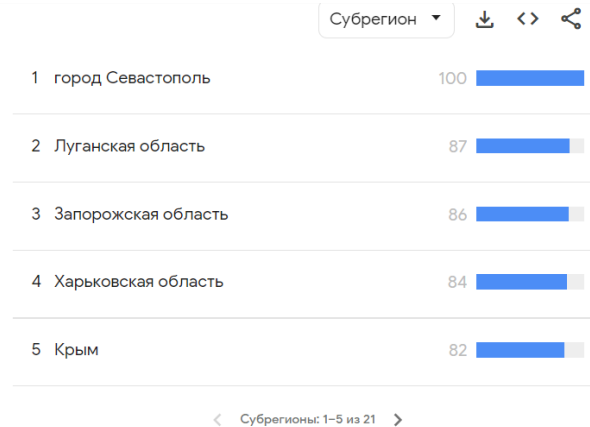 Субрегион
1 город Севастополь 100
2 Луганская область 87
3 Запорожская область 86
4 Харьковская область 84
5 Крым 82
Субрегионы: 1–5 из 21